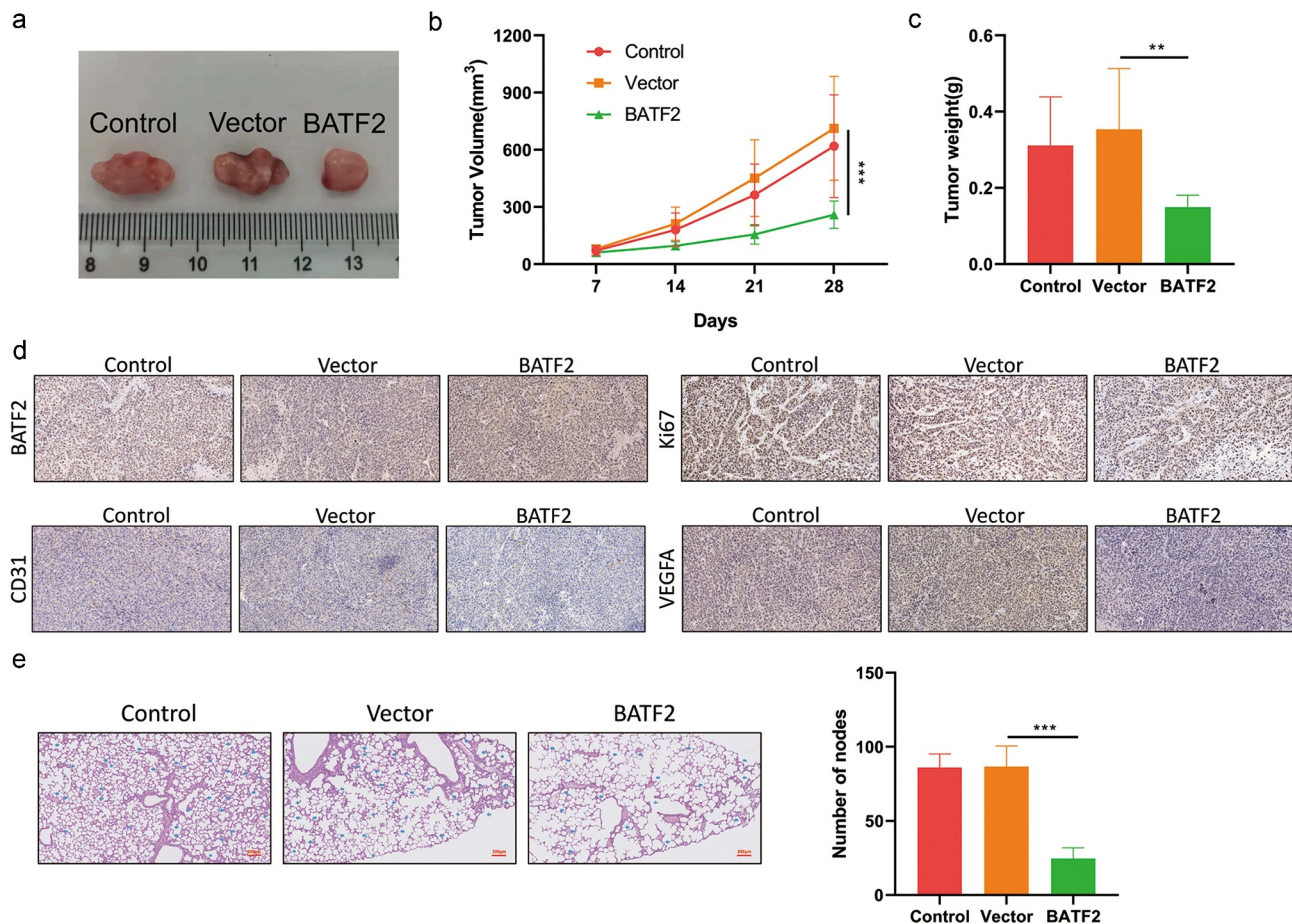 a
Control
Vector
BATF2
8 9 10 11 12 13
b
Tumor Volume(mm³)
1200
900
600
300
0
Control
Vector
BATF2
***
7 14 21 28
Days
c
Tumor weight(g)
0.6
0.4
0.2
0.0
**
Control Vector BATF2
d
Control Vector BATF2
BATF2
Control Vector BATF2
Ki67
Control Vector BATF2
CD31
Control Vector BATF2
VEGFA
e
Control Vector BATF2
200μm
200μm
200μm
Number of nodes
150
100
50
0
***
Control Vector BATF2